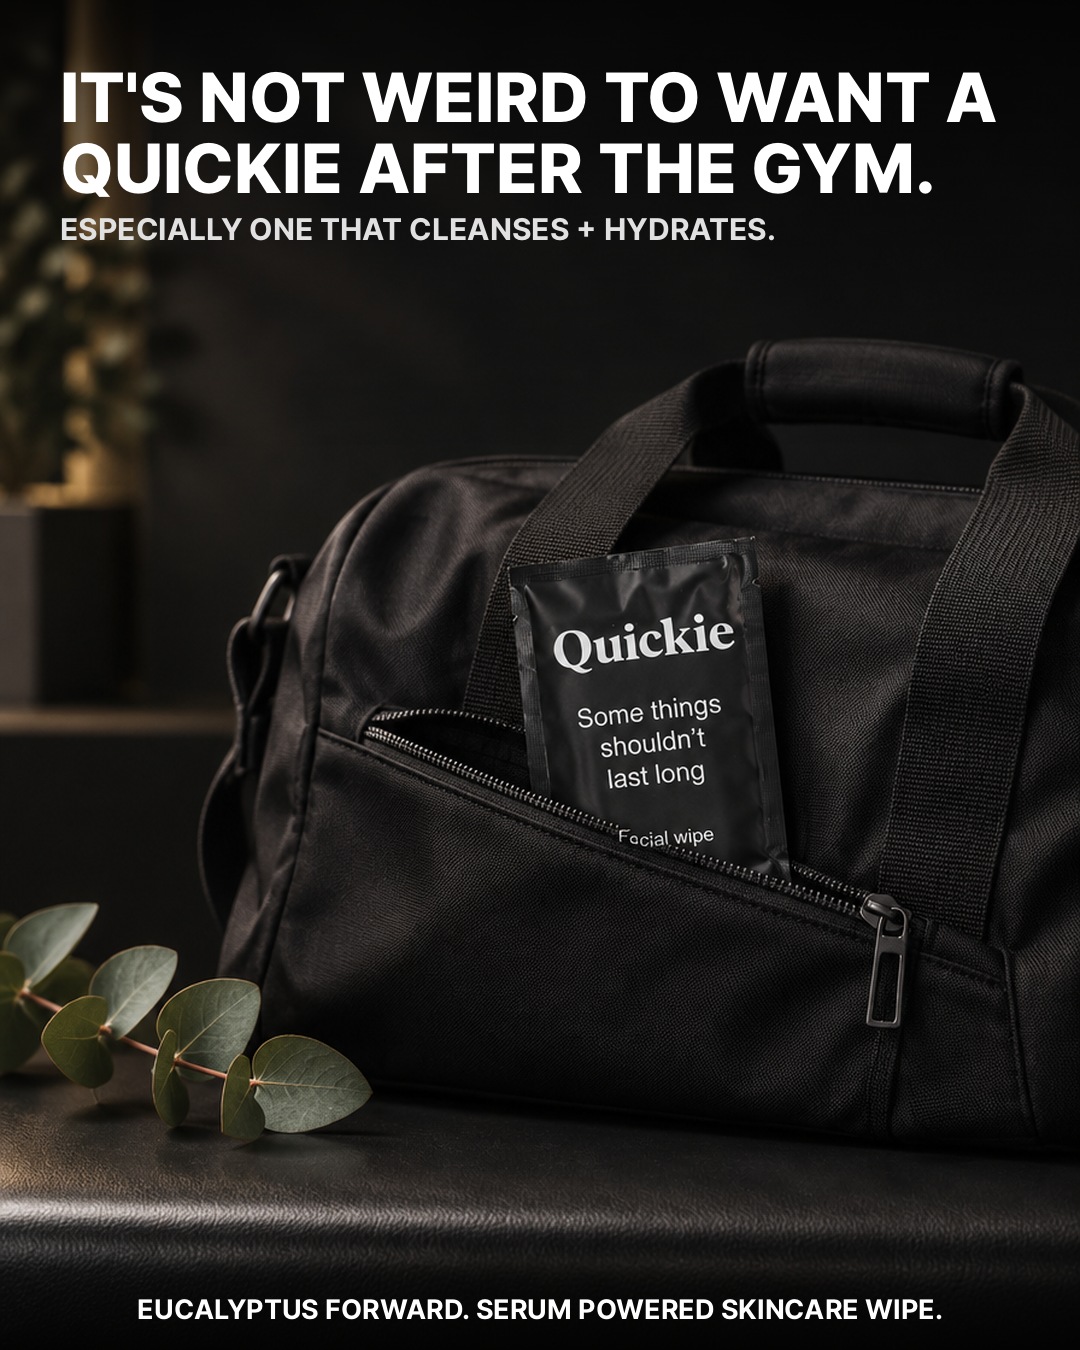 IT'S NOT WEIRD TO WANT A
QUICKIE AFTER THE GYM.
ESPECIALLY ONE THAT CLEANSES + HYDRATES.
Quickie
Some things
shouldn't
last long
Facial wipe
EUCALYPTUS FORWARD. SERUM POWERED SKINCARE WIPE.